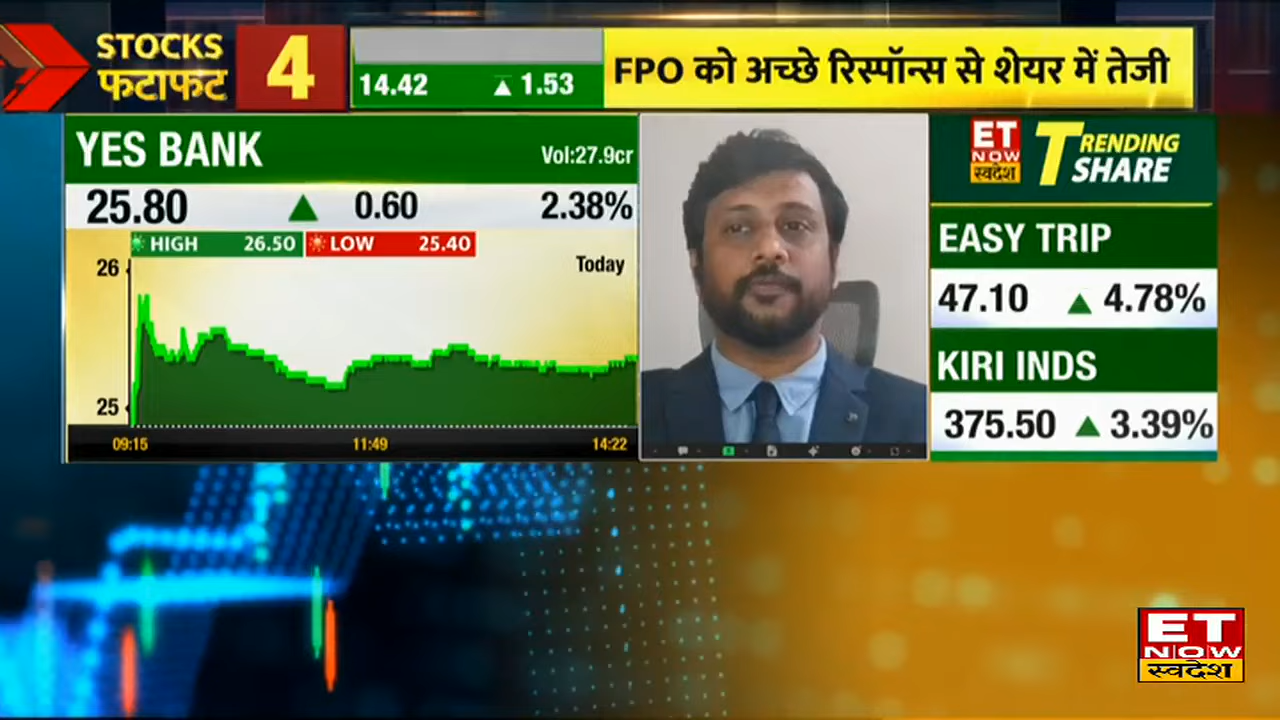 STOCKS
फटाफट
4
14.42 ▲ 1.53
FPO को अच्छे रिस्पॉन्स से शेयर में तेजी
YES BANK Vol:27.9cr
25.80 ▲ 0.60 2.38%
HIGH 26.50 LOW 25.40
Today
26
25
09:15 11:49 14:22
ET
NOW
स्वदेश
TRENDING
SHARE
EASY TRIP
47.10 ▲ 4.78%
KIRI INDS
375.50 ▲ 3.39%
ET
NOW
स्वदेश